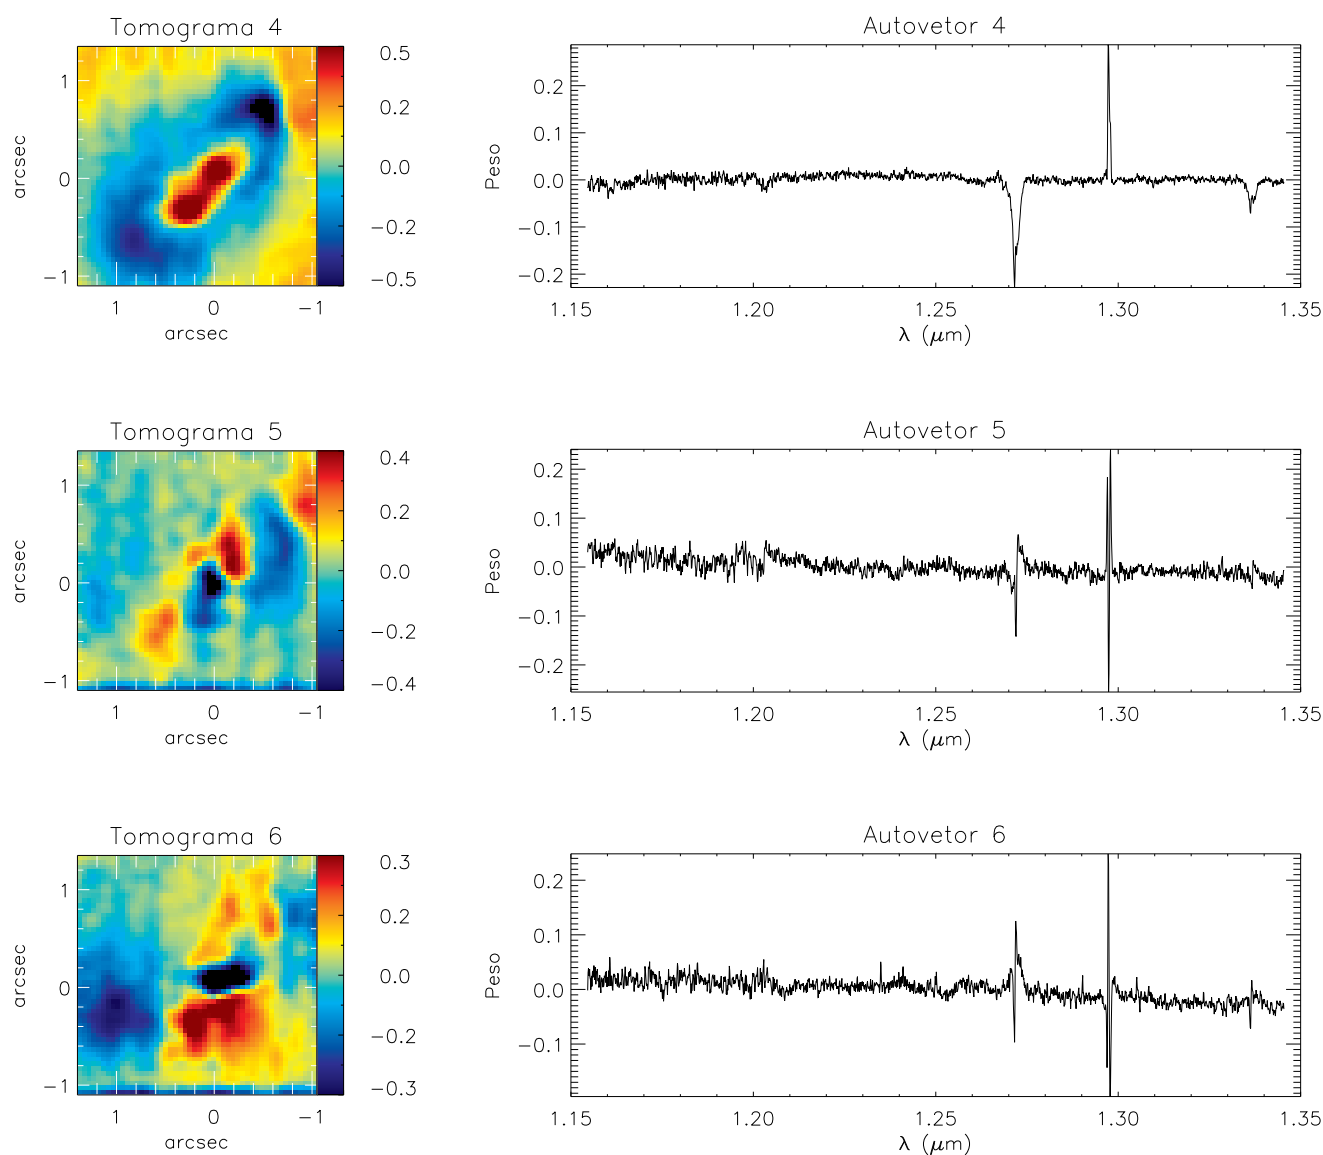 Tomograma 4
Autovetor 4
arcsec
1
0
−1
1 0 −1
arcsec
0.5
0.2
0.0
−0.2
−0.5
Peso
0.2
0.1
0.0
−0.1
−0.2
1.15 1.20 1.25 1.30 1.35
λ (μm)
Tomograma 5
Autovetor 5
arcsec
1
0
−1
1 0 −1
arcsec
0.4
0.2
0.0
−0.2
−0.4
Peso
0.2
0.1
0.0
−0.1
−0.2
1.15 1.20 1.25 1.30 1.35
λ (μm)
Tomograma 6
Autovetor 6
arcsec
1
0
−1
1 0 −1
arcsec
0.3
0.2
0.0
−0.2
−0.3
Peso
0.2
0.1
0.0
−0.1
1.15 1.20 1.25 1.30 1.35
λ (μm)